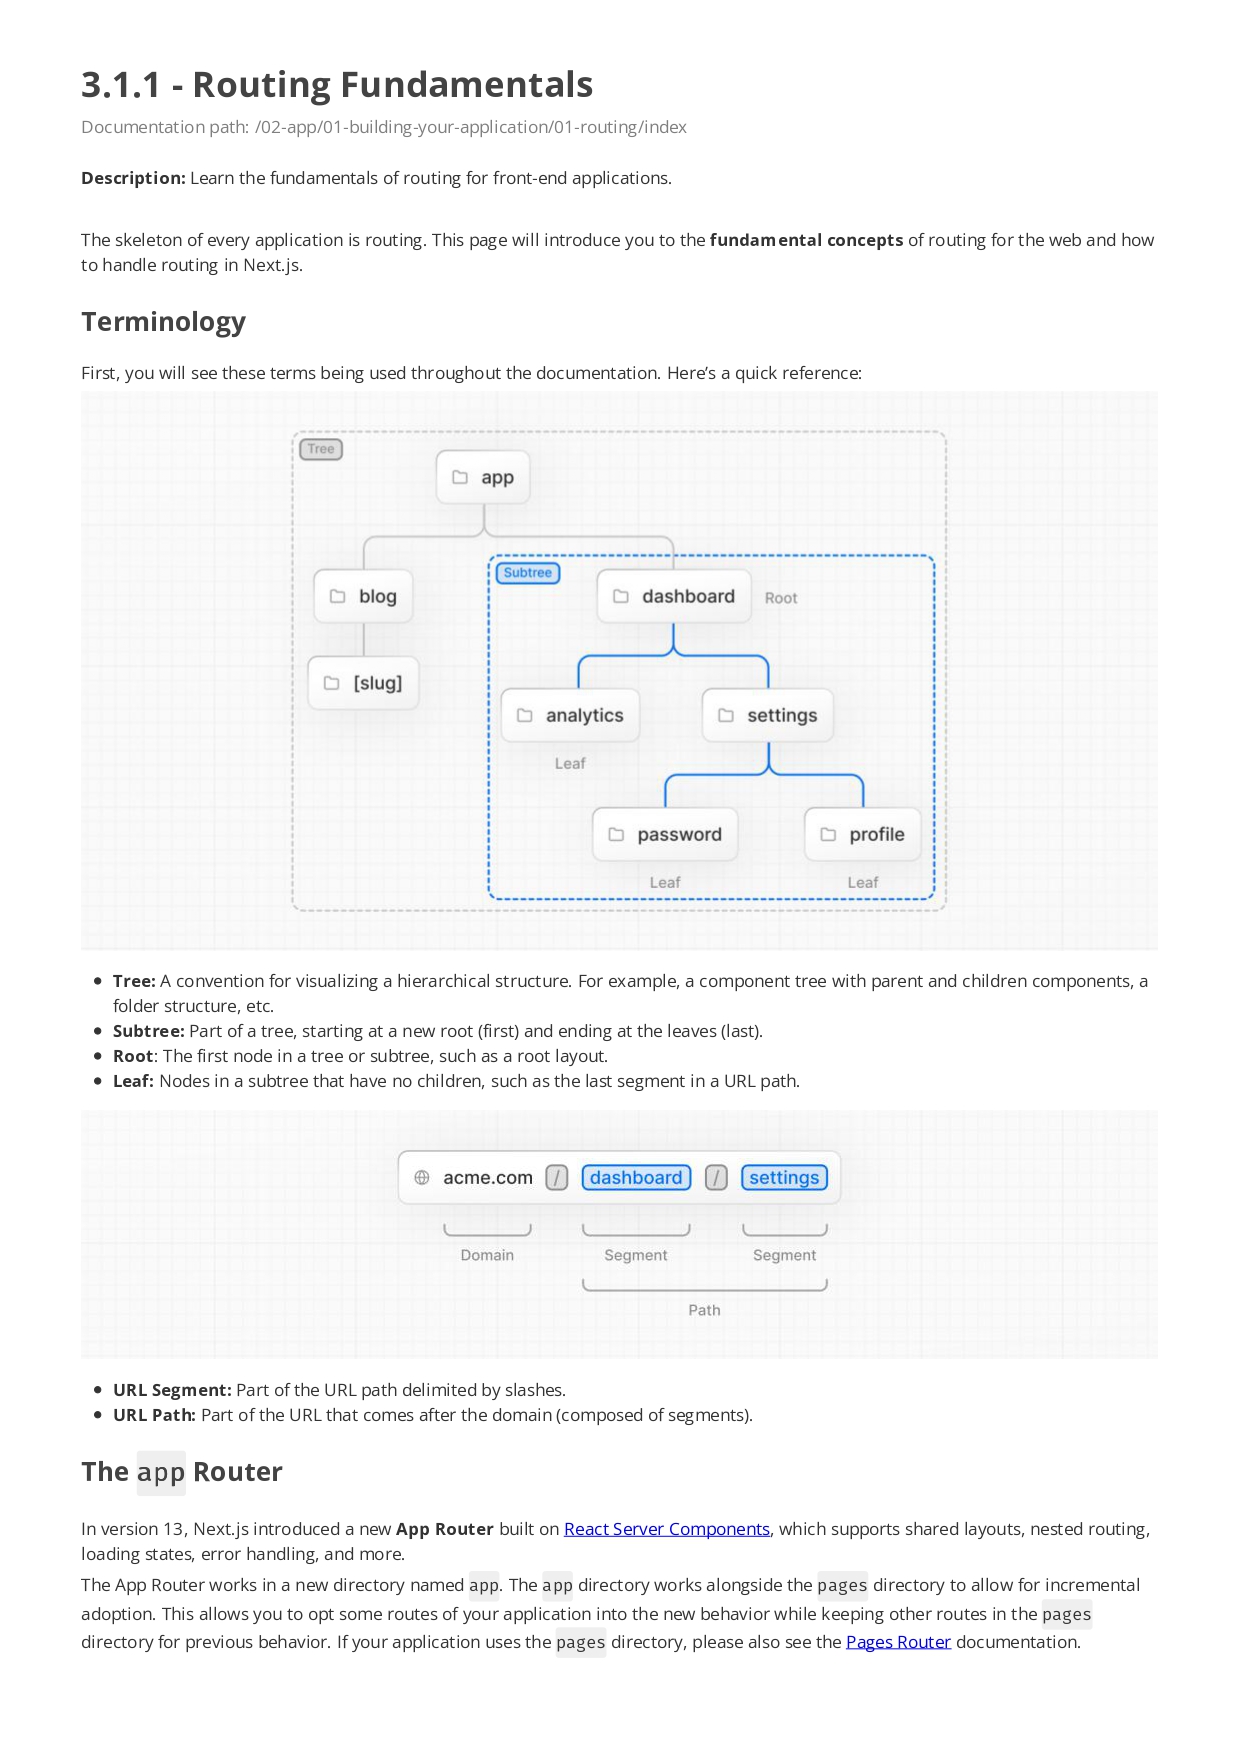 3.1.1 - Routing Fundamentals
Documentation path: /02-app/01-building-your-application/01-routing/index
Description: Learn the fundamentals of routing for front-end applications.
The skeleton of every application is routing. This page will introduce you to the fundamental concepts of routing for the web and how
to handle routing in Next.js.
Terminology
First, you will see these terms being used throughout the documentation. Here’s a quick reference:
Tree
app
Subtree
blog
dashboard
Root
[slug]
analytics
settings
Leaf
password
profile
Leaf
Leaf
• Tree: A convention for visualizing a hierarchical structure. For example, a component tree with parent and children components, a
folder structure, etc.
• Subtree: Part of a tree, starting at a new root (first) and ending at the leaves (last).
• Root: The first node in a tree or subtree, such as a root layout.
• Leaf: Nodes in a subtree that have no children, such as the last segment in a URL path.
acme.com / dashboard / settings
Domain Segment Segment
Path
• URL Segment: Part of the URL path delimited by slashes.
• URL Path: Part of the URL that comes after the domain (composed of segments).
The app Router
In version 13, Next.js introduced a new App Router built on React Server Components, which supports shared layouts, nested routing,
loading states, error handling, and more.
The App Router works in a new directory named app. The app directory works alongside the pages directory to allow for incremental
adoption. This allows you to opt some routes of your application into the new behavior while keeping other routes in the pages
directory for previous behavior. If your application uses the pages directory, please also see the Pages Router documentation.